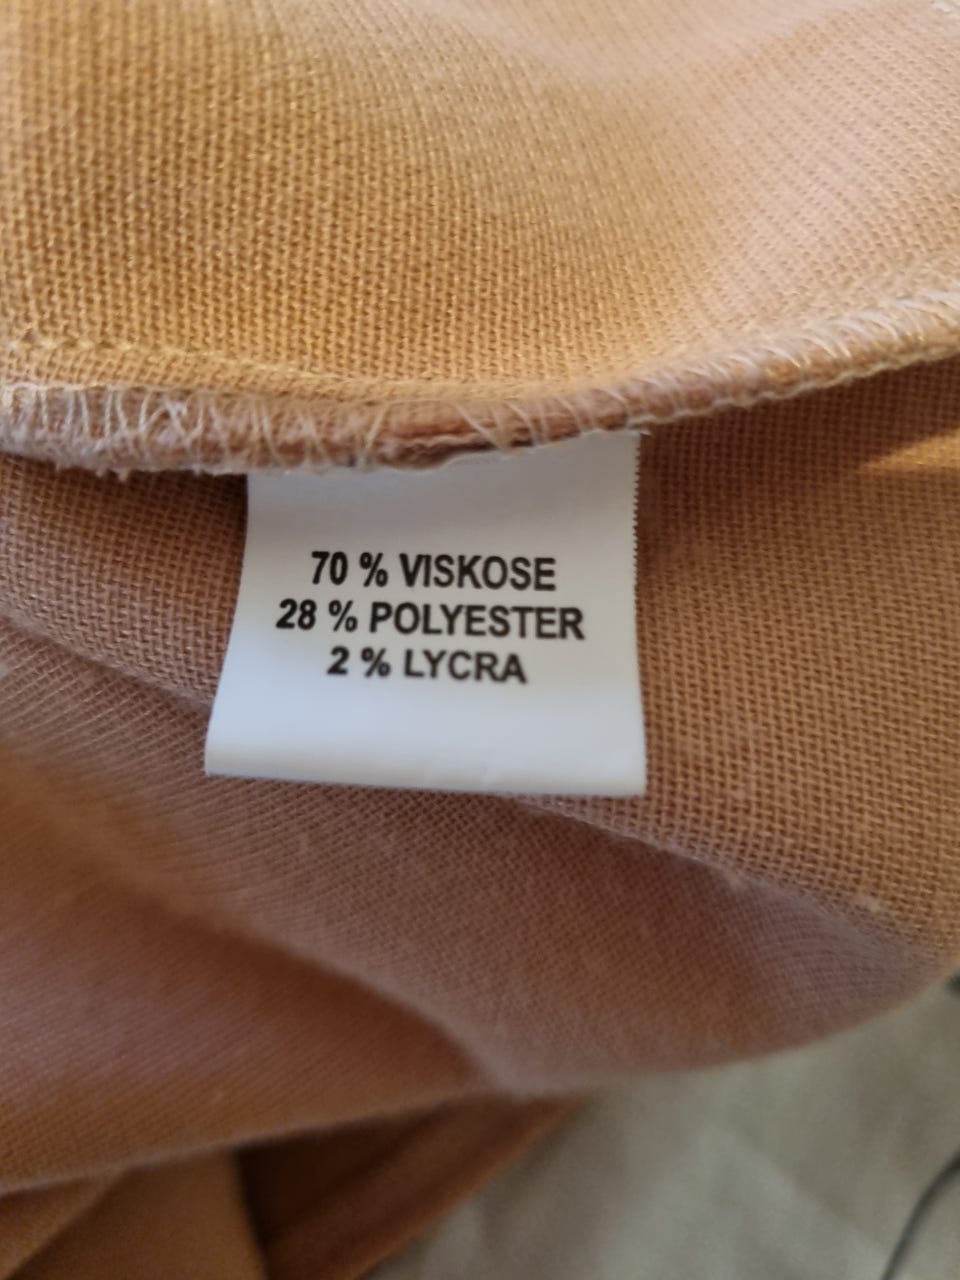 70 % VISKOSE
28 % POLYESTER
2 % LYCRA